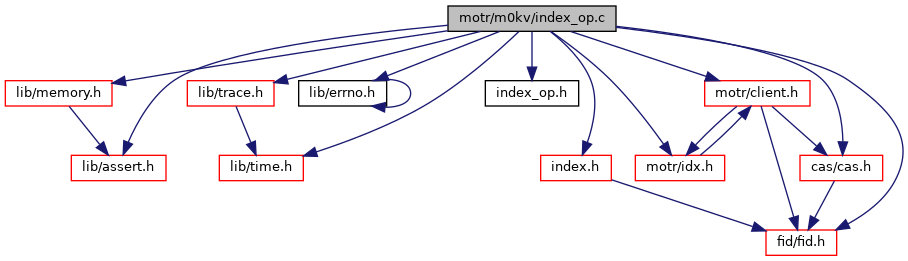 motr/m0kv/index_op.c
lib/memory.h
lib/trace.h
lib/errno.h
index_op.h
motr/client.h
lib/assert.h
lib/time.h
index.h
motr/idx.h
cas/cas.h
fid/fid.h